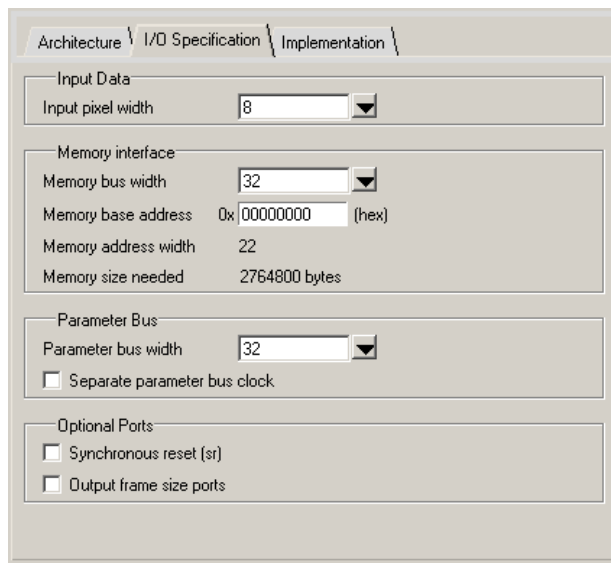 Architecture I/O Specification Implementation
Input Data
Input pixel width 8
Memory interface
Memory bus width 32
Memory base address 0x 00000000 (hex)
Memory address width 22
Memory size needed 2764800 bytes
Parameter Bus
Parameter bus width 32
Separate parameter bus clock
Optional Ports
Synchronous reset (sr)
Output frame size ports